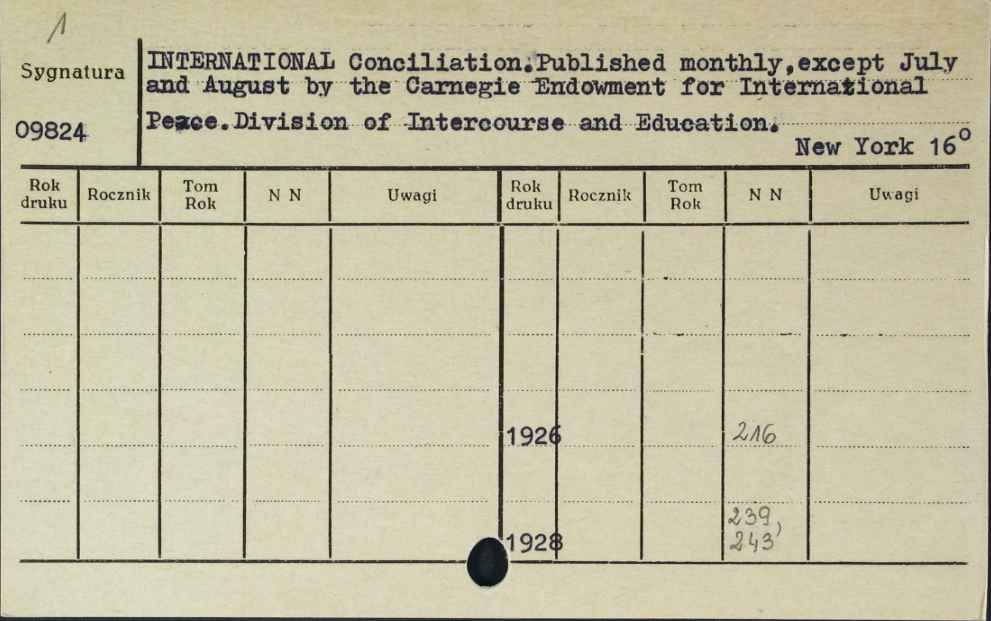 1
Sygnatura
INTERNATIONAL Conciliation.Published monthly,except July
and August by the Carnegie Endowment for International
09824
Peace.Division of Intercourse and Education.
New York 16°
Rok druku Rocznik Tom Rok N N Uwagi Rok druku Rocznik Tom Rok N N Uwagi
1926 216
239,
1928 243